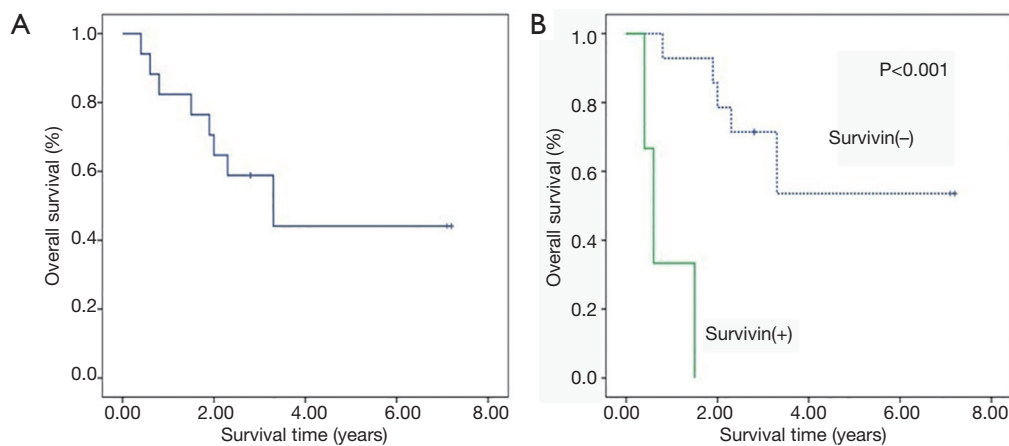 A
Overall survival (%)
1.0
0.8
0.6
0.4
0.2
0.0
0.00 2.00 4.00 6.00 8.00
Survival time (years)
B
Overall survival (%)
1.0
0.8
0.6
0.4
0.2
0.0
P<0.001
Survivin(–)
Survivin(+)
0.00 2.00 4.00 6.00 8.00
Survival time (years)